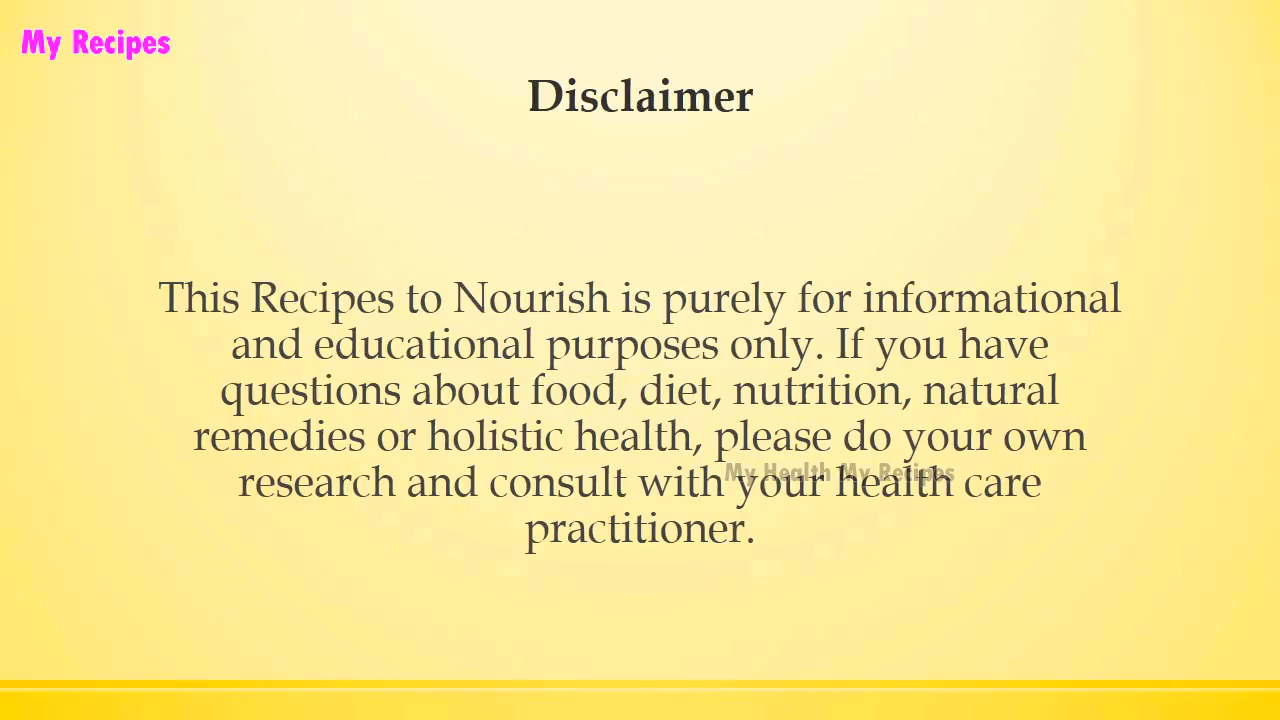 My Recipes
Disclaimer
This Recipes to Nourish is purely for informational
and educational purposes only. If you have
questions about food, diet, nutrition, natural
remedies or holistic health, please do your own
My Health My Recipes
research and consult with your health care
practitioner.